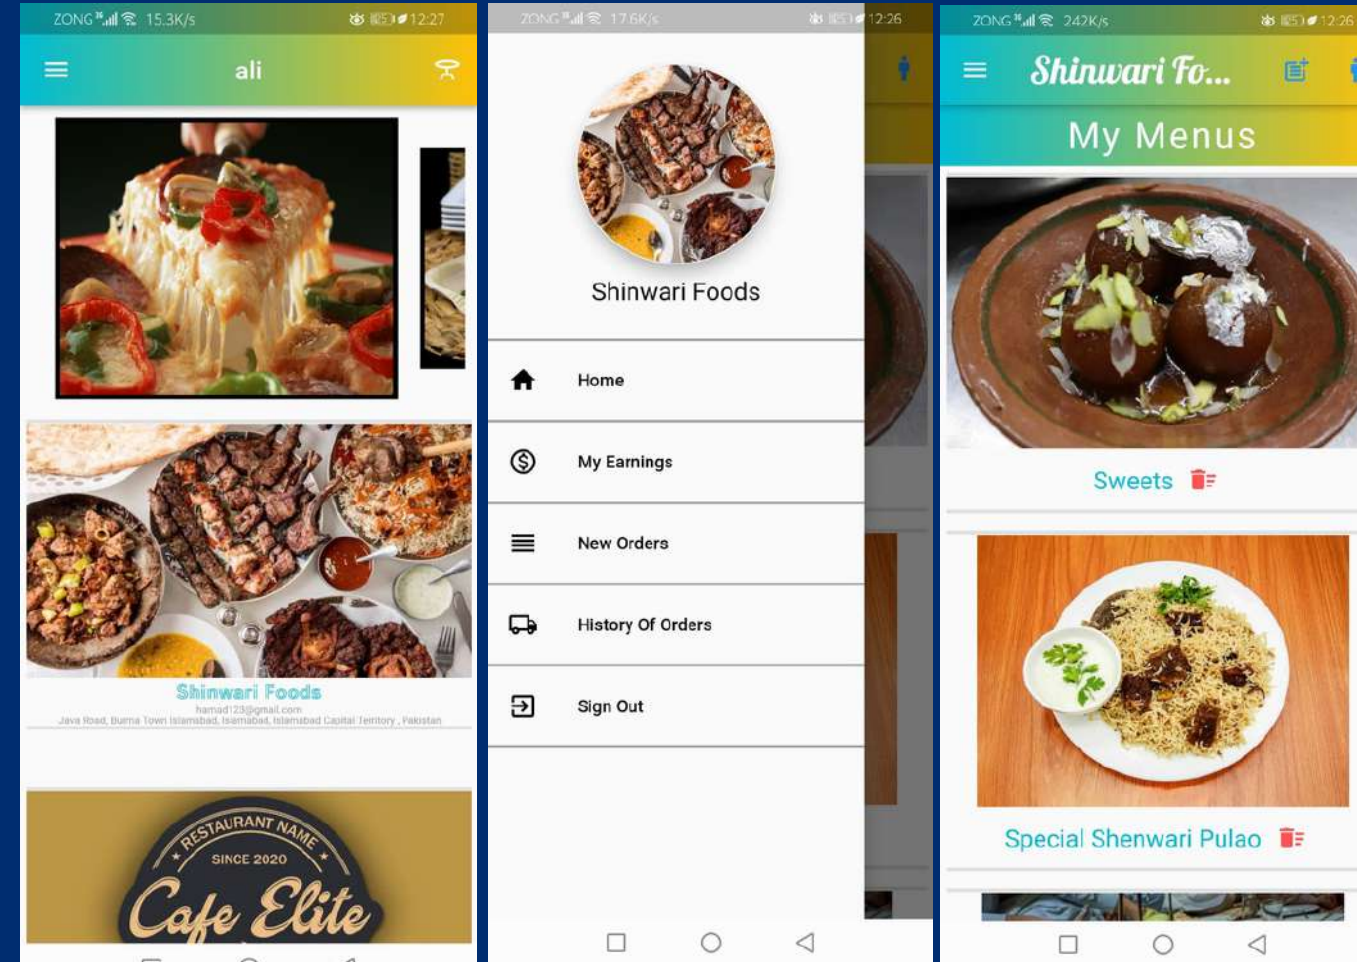 ZONG 15.3K/s 12:27
ali
Shinwari Foods
hamad123@gmail.com
Java Road, Burma Town Islamabad, Isamabad, Islamabad Capital Territory , Pakistan
RESTAURANT NAME
SINCE 2020
Cafe Elite
ZONG 17.6K/s 12:26
Shinwari Foods
Home
My Earnings
New Orders
History Of Orders
Sign Out
ZONG 242K/s 12:26
Shinwari Fo...
My Menus
Sweets
Special Shenwari Pulao